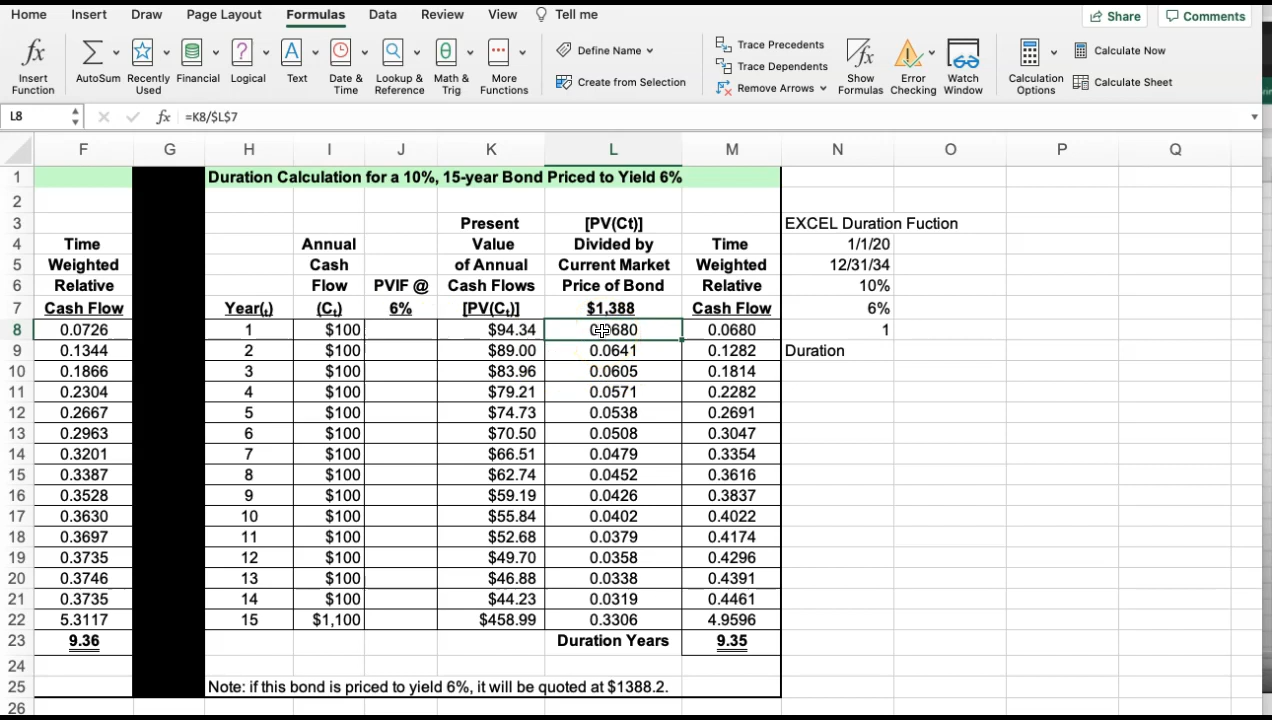 Home Insert Draw Page Layout Formulas Data Review View Tell me Share Comments
Insert Function AutoSum Recently Used Financial Logical Text Date & Time Lookup & Reference Math & Trig More Functions Define Name Create from Selection Trace Precedents Trace Dependents Remove Arrows Show Formulas Error Checking Watch Window Calculation Options Calculate Now Calculate Sheet
L8 fx =K8/$L$7
F G H I J K L M N O P Q
1 Duration Calculation for a 10%, 15-year Bond Priced to Yield 6%
2
3 Present [PV(Ct)] EXCEL Duration Fuction
4 Time Annual Value Divided by Time 1/1/20
5 Weighted Cash of Annual Current Market Weighted 12/31/34
6 Relative Flow PVIF @ Cash Flows Price of Bond Relative 10%
7 Cash Flow Year(t) (Ct) 6% [PV(Ct)] $1,388 Cash Flow 6%
8 0.0726 1 $100 $94.34 0.0680 0.0680 1
9 0.1344 2 $100 $89.00 0.0641 0.1282 Duration
10 0.1866 3 $100 $83.96 0.0605 0.1814
11 0.2304 4 $100 $79.21 0.0571 0.2282
12 0.2667 5 $100 $74.73 0.0538 0.2691
13 0.2963 6 $100 $70.50 0.0508 0.3047
14 0.3201 7 $100 $66.51 0.0479 0.3354
15 0.3387 8 $100 $62.74 0.0452 0.3616
16 0.3528 9 $100 $59.19 0.0426 0.3837
17 0.3630 10 $100 $55.84 0.0402 0.4022
18 0.3697 11 $100 $52.68 0.0379 0.4174
19 0.3735 12 $100 $49.70 0.0358 0.4296
20 0.3746 13 $100 $46.88 0.0338 0.4391
21 0.3735 14 $100 $44.23 0.0319 0.4461
22 5.3117 15 $1,100 $458.99 0.3306 4.9596
23 9.36 Duration Years 9.35
24
25 Note: if this bond is priced to yield 6%, it will be quoted at $1388.2.
26